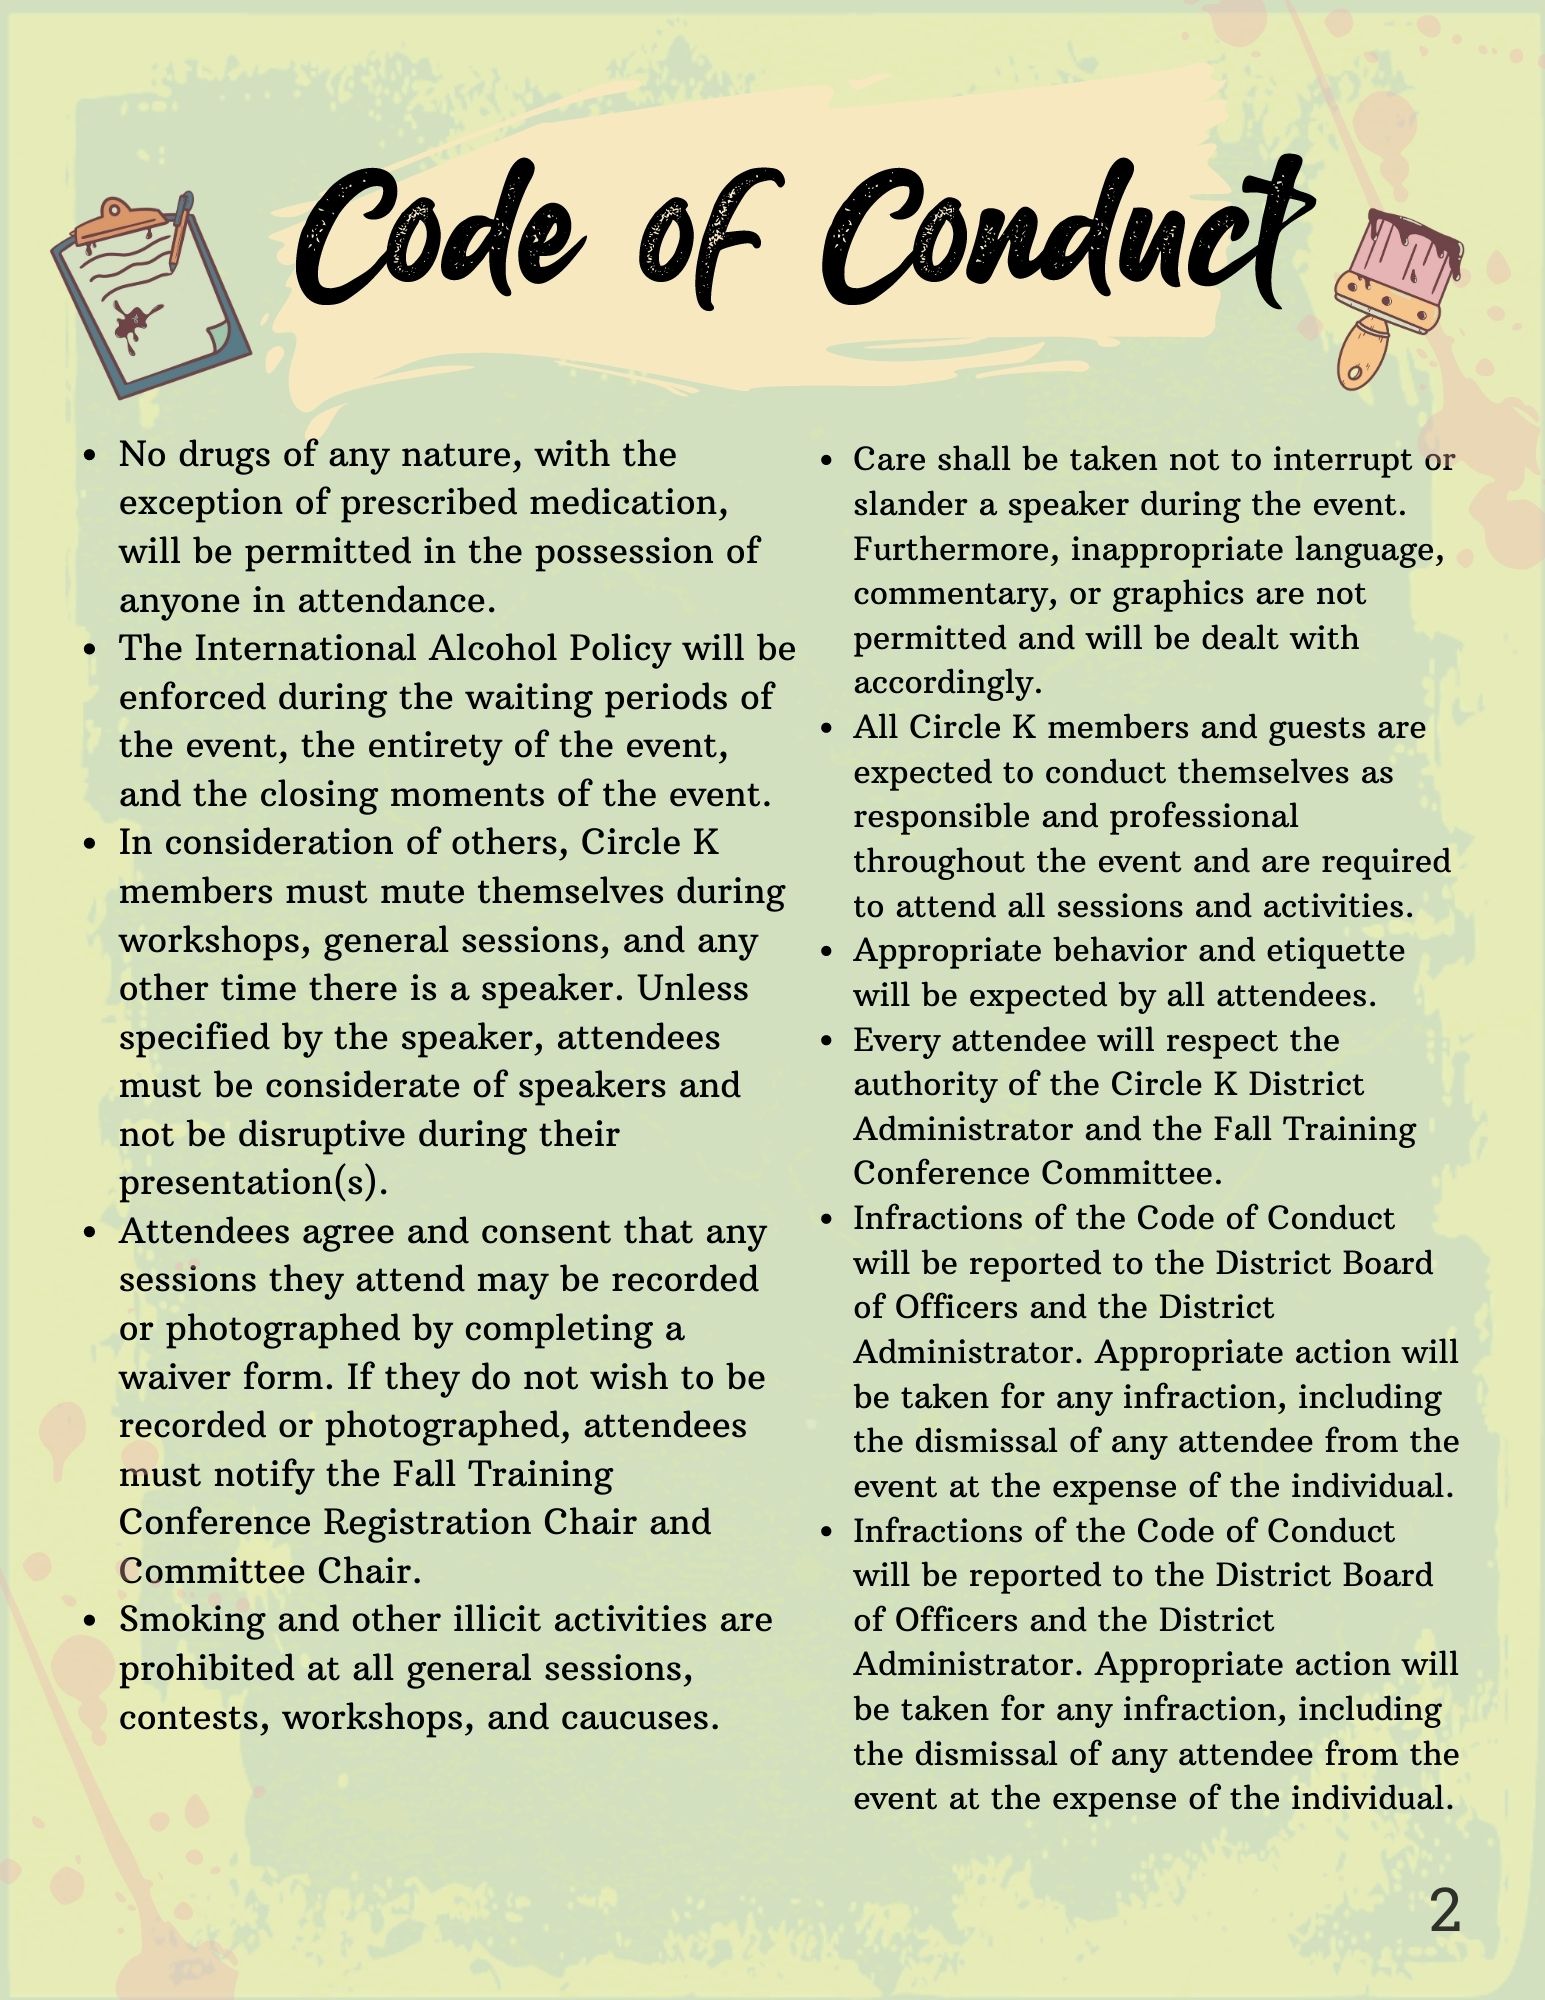 Code of Conduct
• No drugs of any nature, with the
exception of prescribed medication,
will be permitted in the possession of
anyone in attendance.
• The International Alcohol Policy will be
enforced during the waiting periods of
the event, the entirety of the event,
and the closing moments of the event.
• In consideration of others, Circle K
members must mute themselves during
workshops, general sessions, and any
other time there is a speaker. Unless
specified by the speaker, attendees
must be considerate of speakers and
not be disruptive during their
presentation(s).
• Attendees agree and consent that any
sessions they attend may be recorded
or photographed by completing a
waiver form. If they do not wish to be
recorded or photographed, attendees
must notify the Fall Training
Conference Registration Chair and
Committee Chair.
• Smoking and other illicit activities are
prohibited at all general sessions,
contests, workshops, and caucuses.
• Care shall be taken not to interrupt or
slander a speaker during the event.
Furthermore, inappropriate language,
commentary, or graphics are not
permitted and will be dealt with
accordingly.
• All Circle K members and guests are
expected to conduct themselves as
responsible and professional
throughout the event and are required
to attend all sessions and activities.
• Appropriate behavior and etiquette
will be expected by all attendees.
• Every attendee will respect the
authority of the Circle K District
Administrator and the Fall Training
Conference Committee.
• Infractions of the Code of Conduct
will be reported to the District Board
of Officers and the District
Administrator. Appropriate action will
be taken for any infraction, including
the dismissal of any attendee from the
event at the expense of the individual.
• Infractions of the Code of Conduct
will be reported to the District Board
of Officers and the District
Administrator. Appropriate action will
be taken for any infraction, including
the dismissal of any attendee from the
event at the expense of the individual.
2